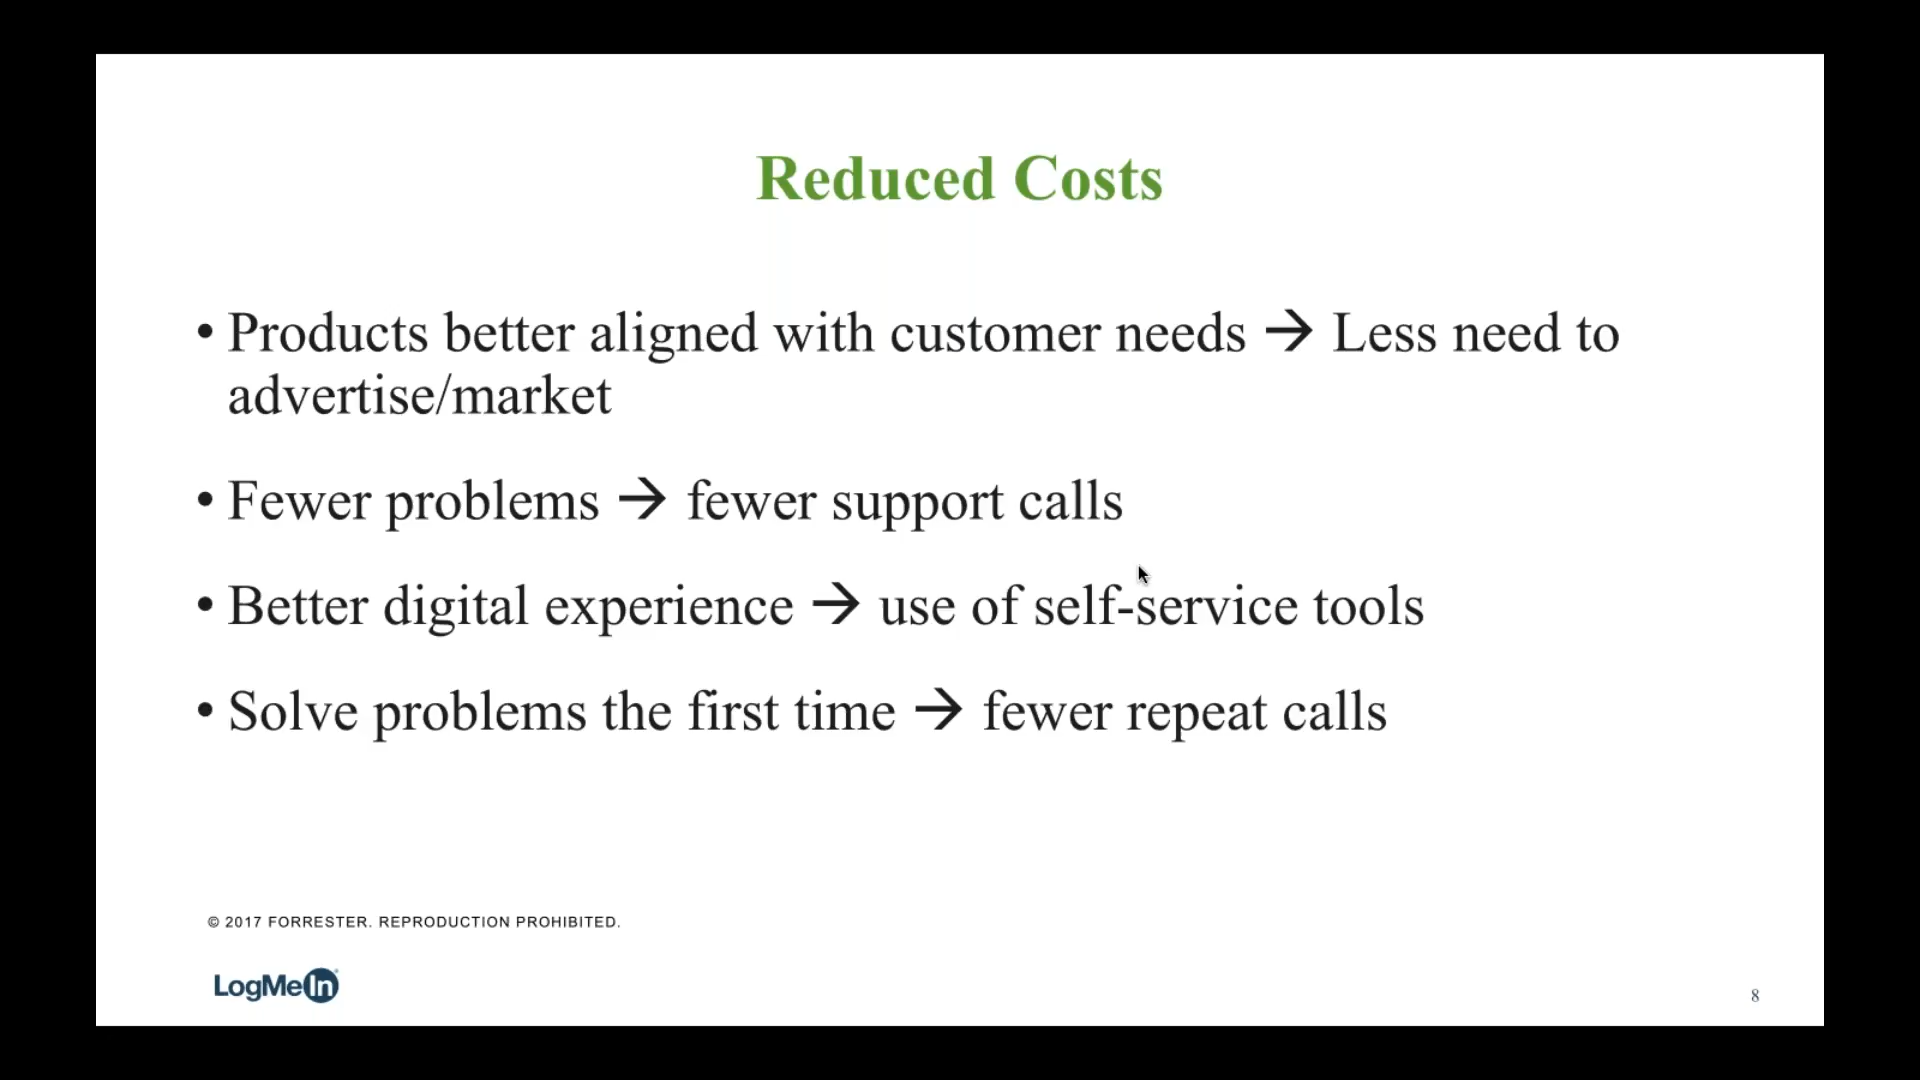 Reduced Costs
• Products better aligned with customer needs → Less need to
advertise/market
• Fewer problems → fewer support calls
• Better digital experience → use of self-service tools
• Solve problems the first time → fewer repeat calls
© 2017 FORRESTER. REPRODUCTION PROHIBITED.
LogMeIn
8